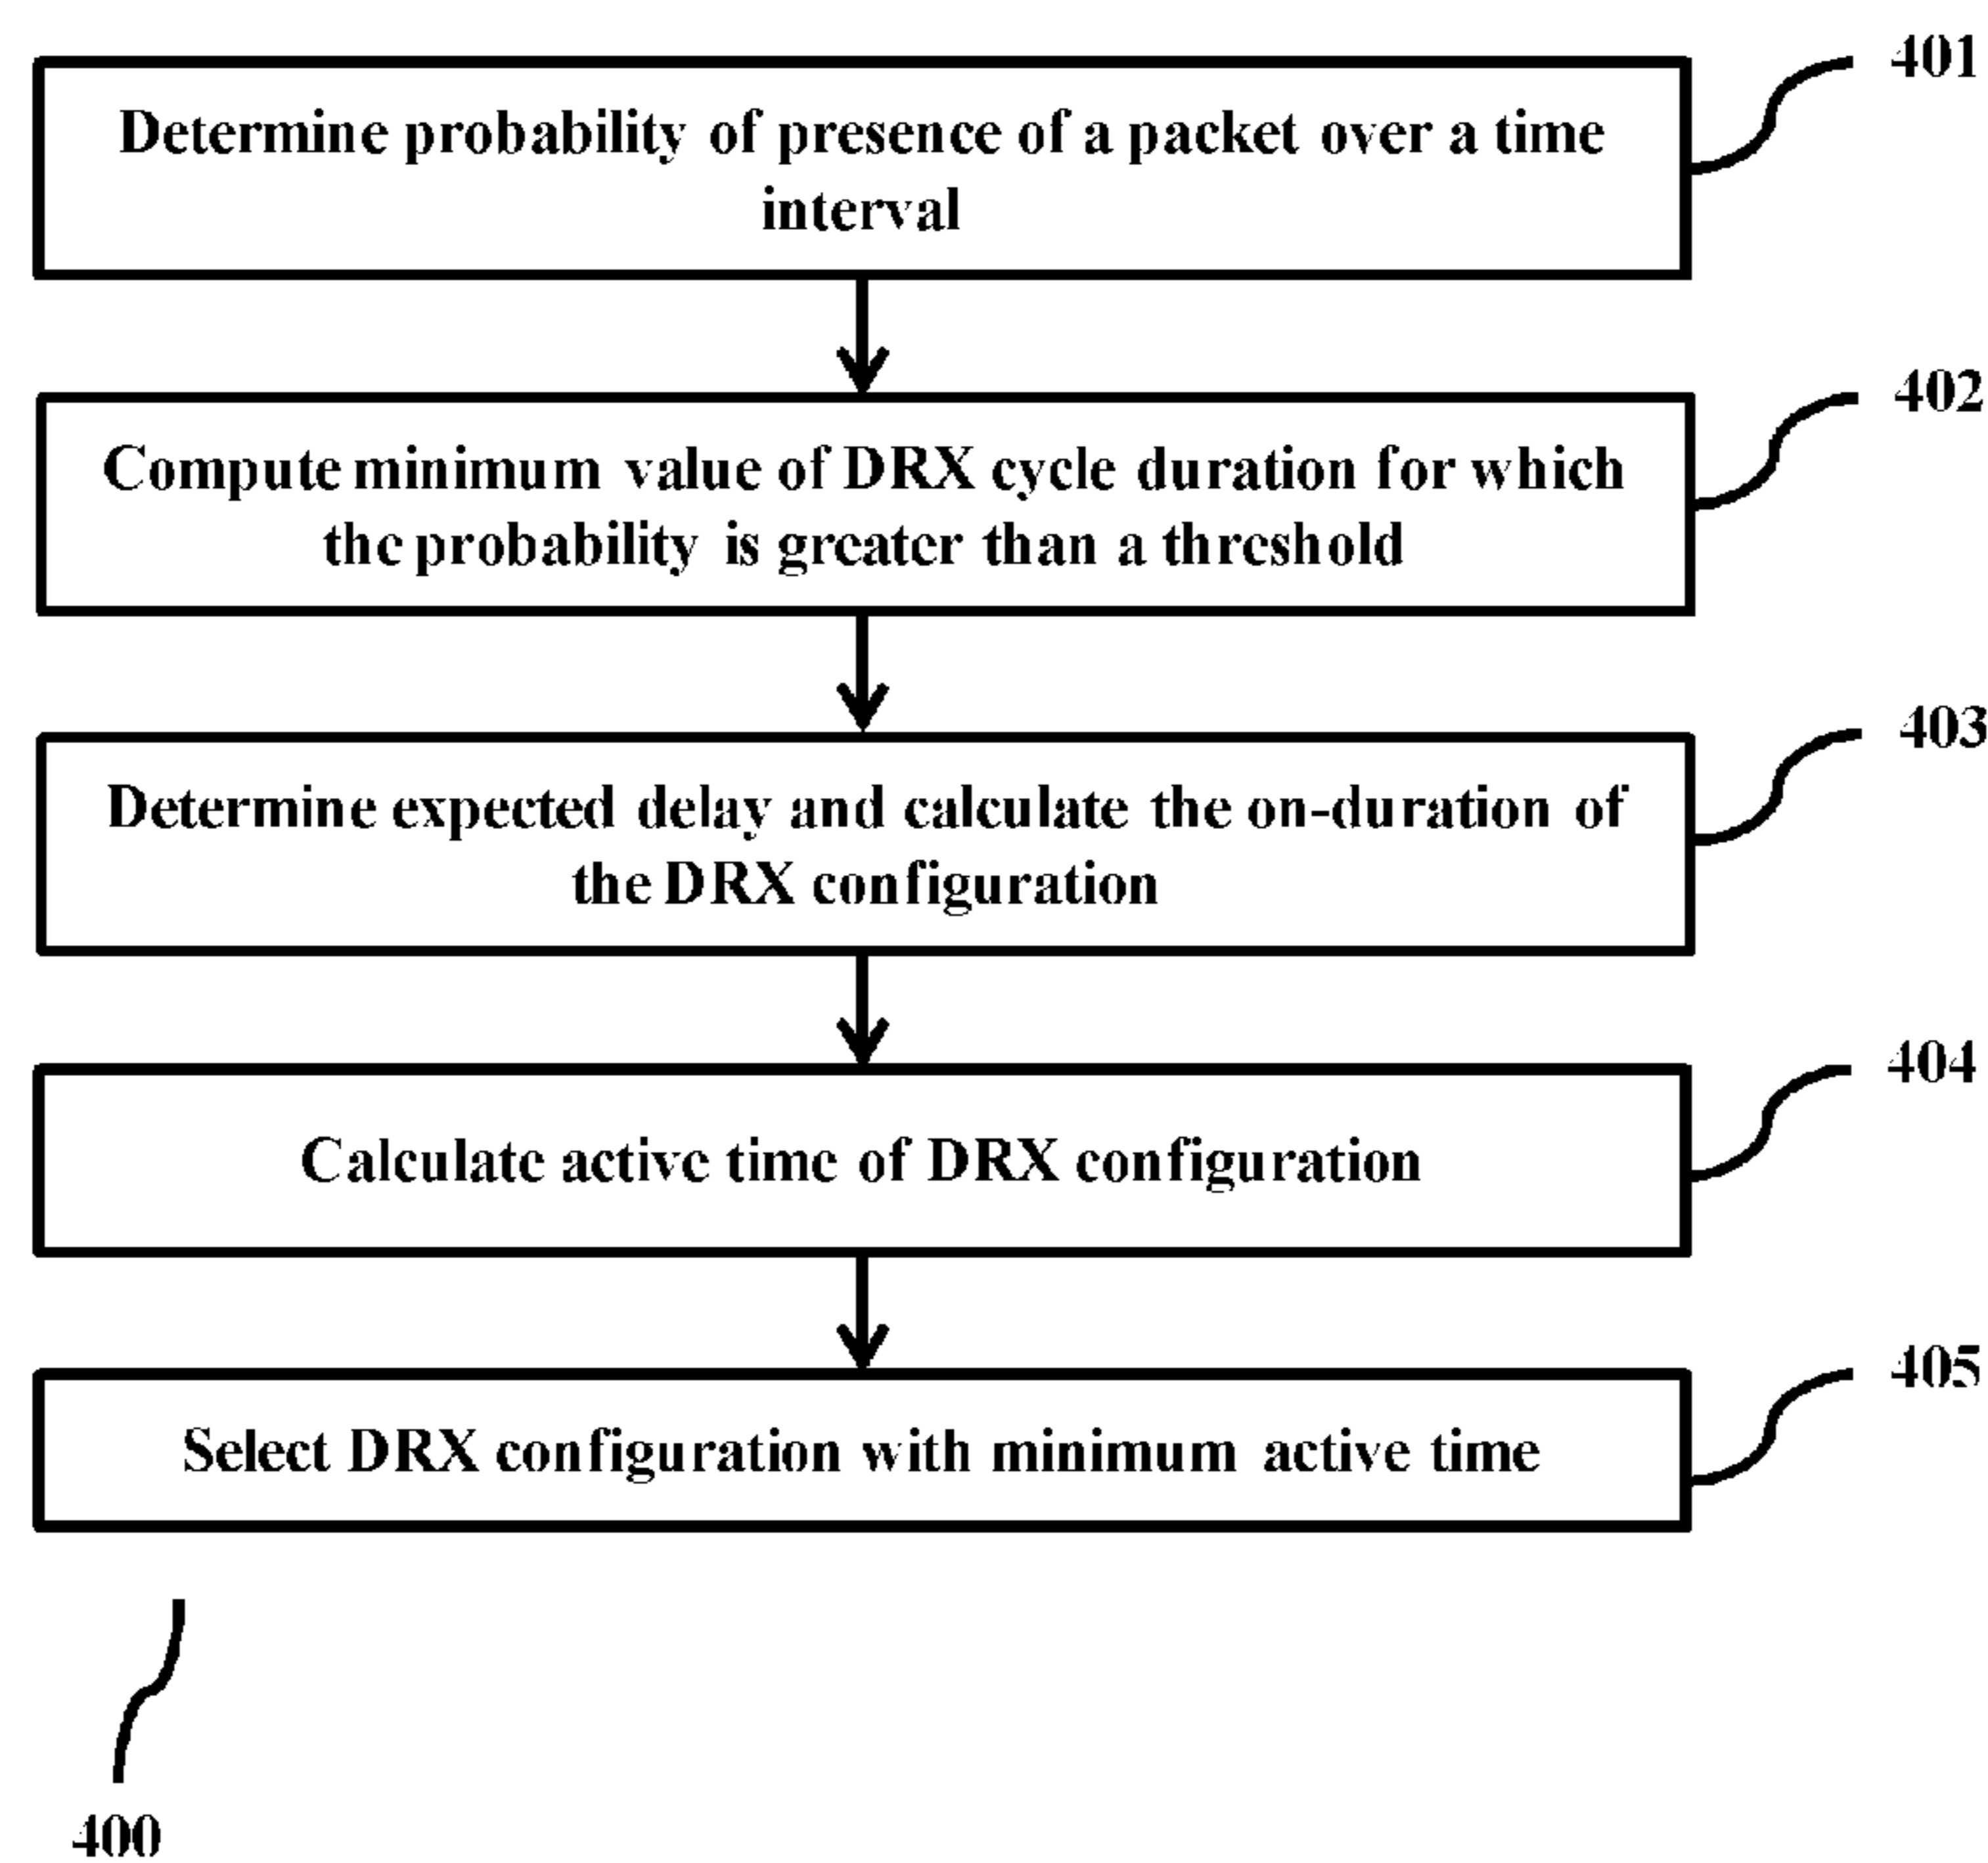 401
Determine probability of presence of a packet over a time
interval
402
Compute minimum value of DRX cycle duration for which
the probability is greater than a threshold
403
Determine expected delay and calculate the on-duration of
the DRX configuration
404
Calculate active time of DRX configuration
405
Select DRX configuration with minimum active time
400